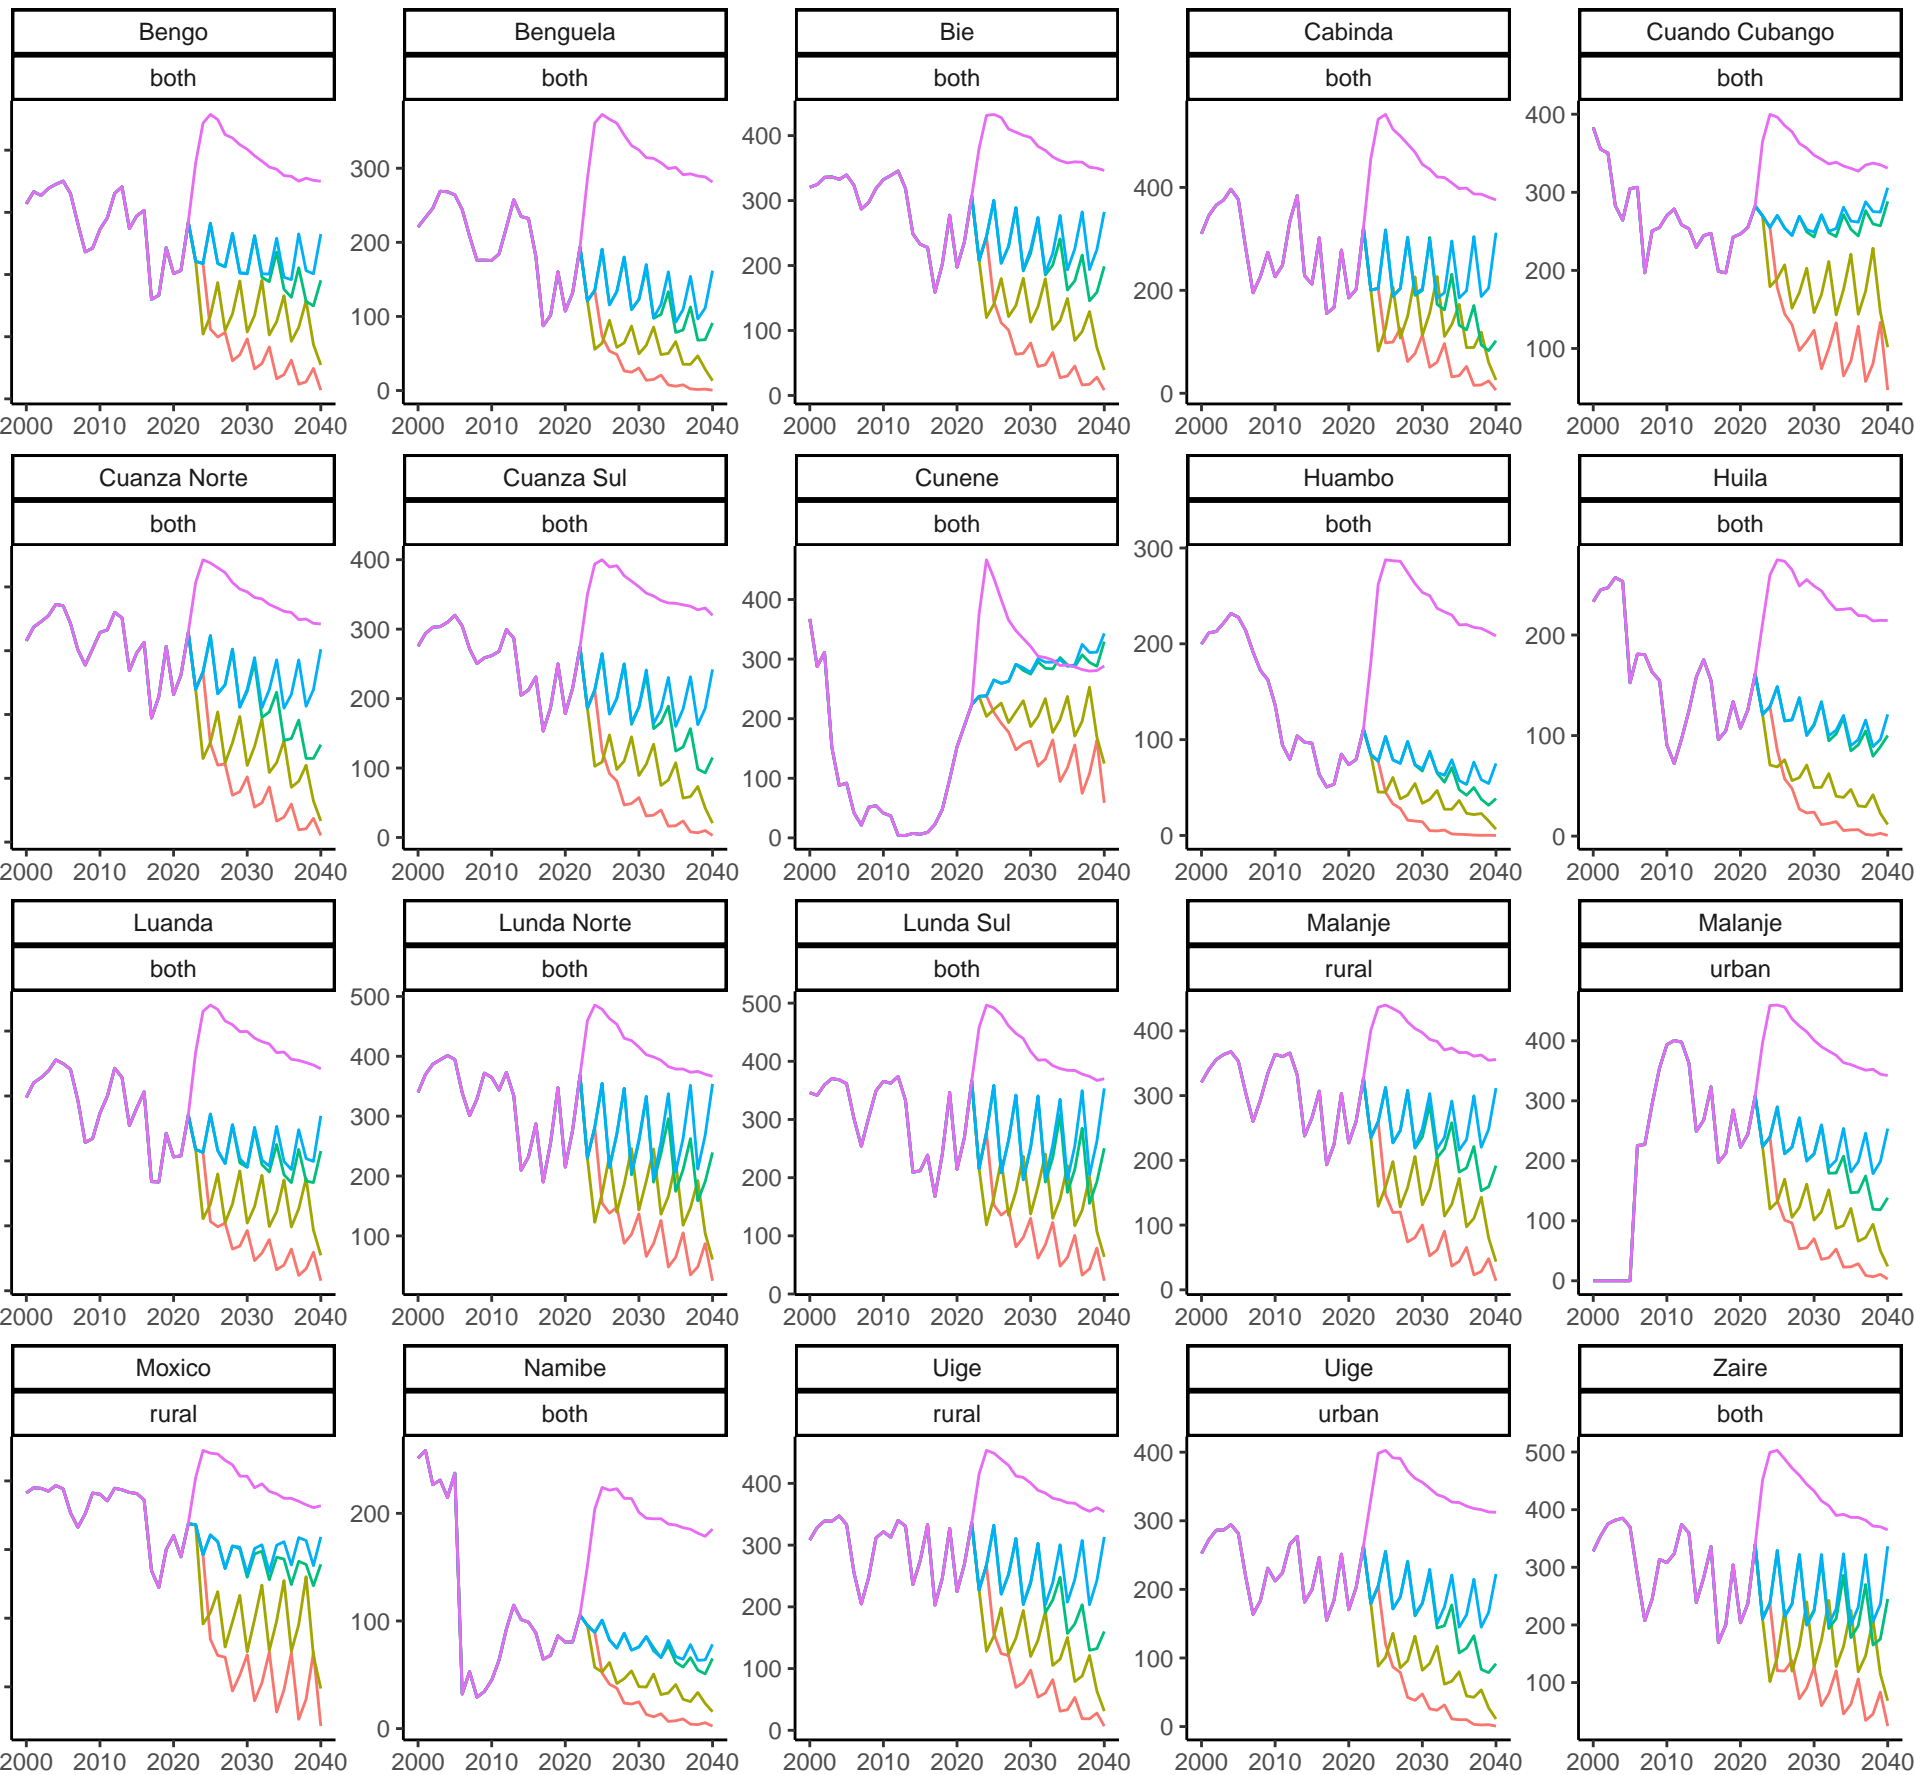 Bengo Benguela Bie Cabinda Cuando Cubango
both both both both both
300 200 100 0
400 300 200 100 0
400 200 0
400 300 200 100
2000 2010 2020 2030 2040 2000 2010 2020 2030 2040 2000 2010 2020 2030 2040 2000 2010 2020 2030 2040 2000 2010 2020 2030 2040
Cuanza Norte Cuanza Sul Cunene Huambo Huila
both both both both both
400 300 200 100 0
400 300 200 100 0
300 200 100 0
200 100 0
2000 2010 2020 2030 2040 2000 2010 2020 2030 2040 2000 2010 2020 2030 2040 2000 2010 2020 2030 2040 2000 2010 2020 2030 2040
Luanda Lunda Norte Lunda Sul Malanje Malanje
both both both rural urban
500 400 300 200 100
500 400 300 200 100 0
400 300 200 100 0
400 300 200 100 0
2000 2010 2020 2030 2040 2000 2010 2020 2030 2040 2000 2010 2020 2030 2040 2000 2010 2020 2030 2040 2000 2010 2020 2030 2040
Moxico Namibe Uige Uige Zaire
rural both rural urban both
200 100 0
400 300 200 100 0
400 300 200 100 0
500 400 300 200 100
2000 2010 2020 2030 2040 2000 2010 2020 2030 2040 2000 2010 2020 2030 2040 2000 2010 2020 2030 2040 2000 2010 2020 2030 2040